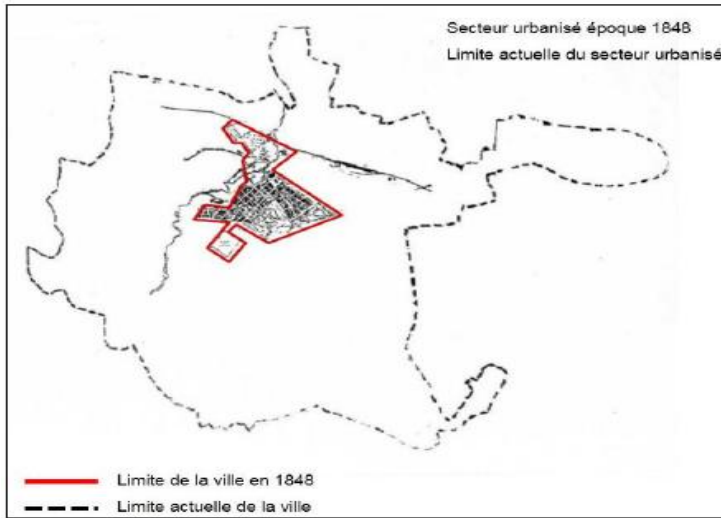 Secteur urbanisé époque 1848
Limite actuelle du secteur urbanisé
Limite de la ville en 1848
Limite actuelle de la ville